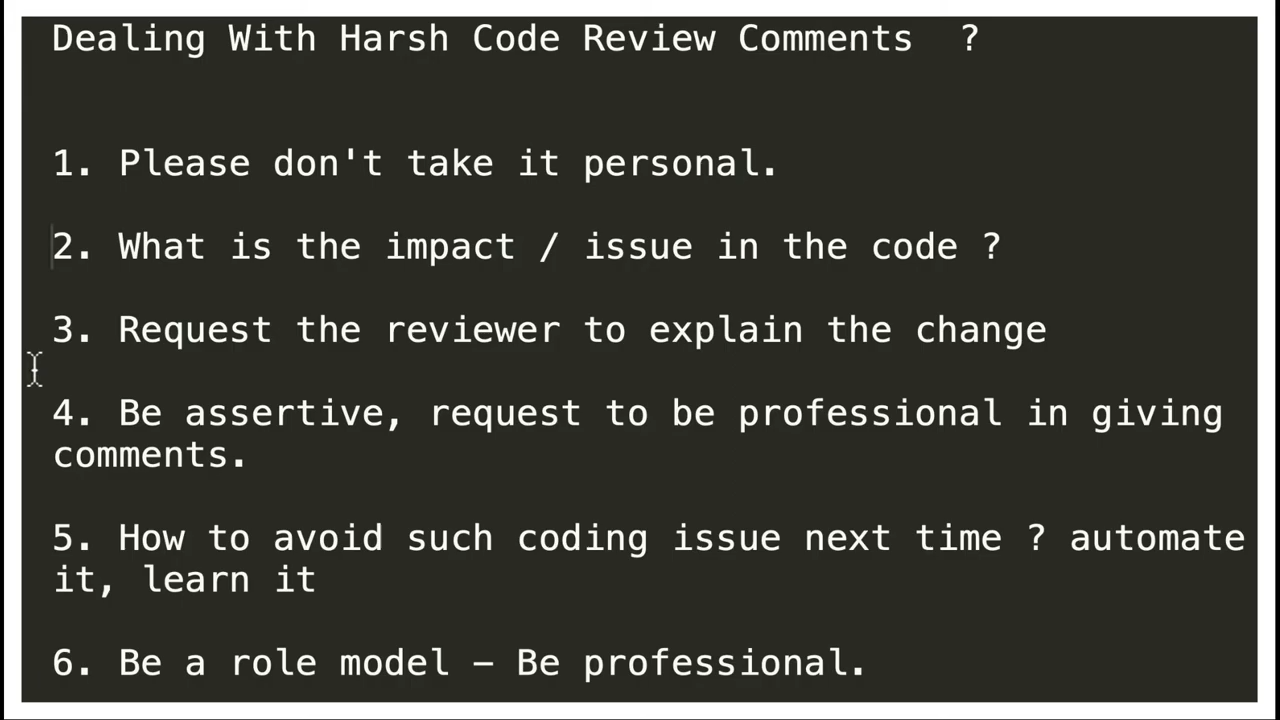 Dealing With Harsh Code Review Comments  ?
1. Please don't take it personal.
2. What is the impact / issue in the code ?
3. Request the reviewer to explain the change
4. Be assertive, request to be professional in giving
comments.
5. How to avoid such coding issue next time ? automate
it, learn it
6. Be a role model – Be professional.